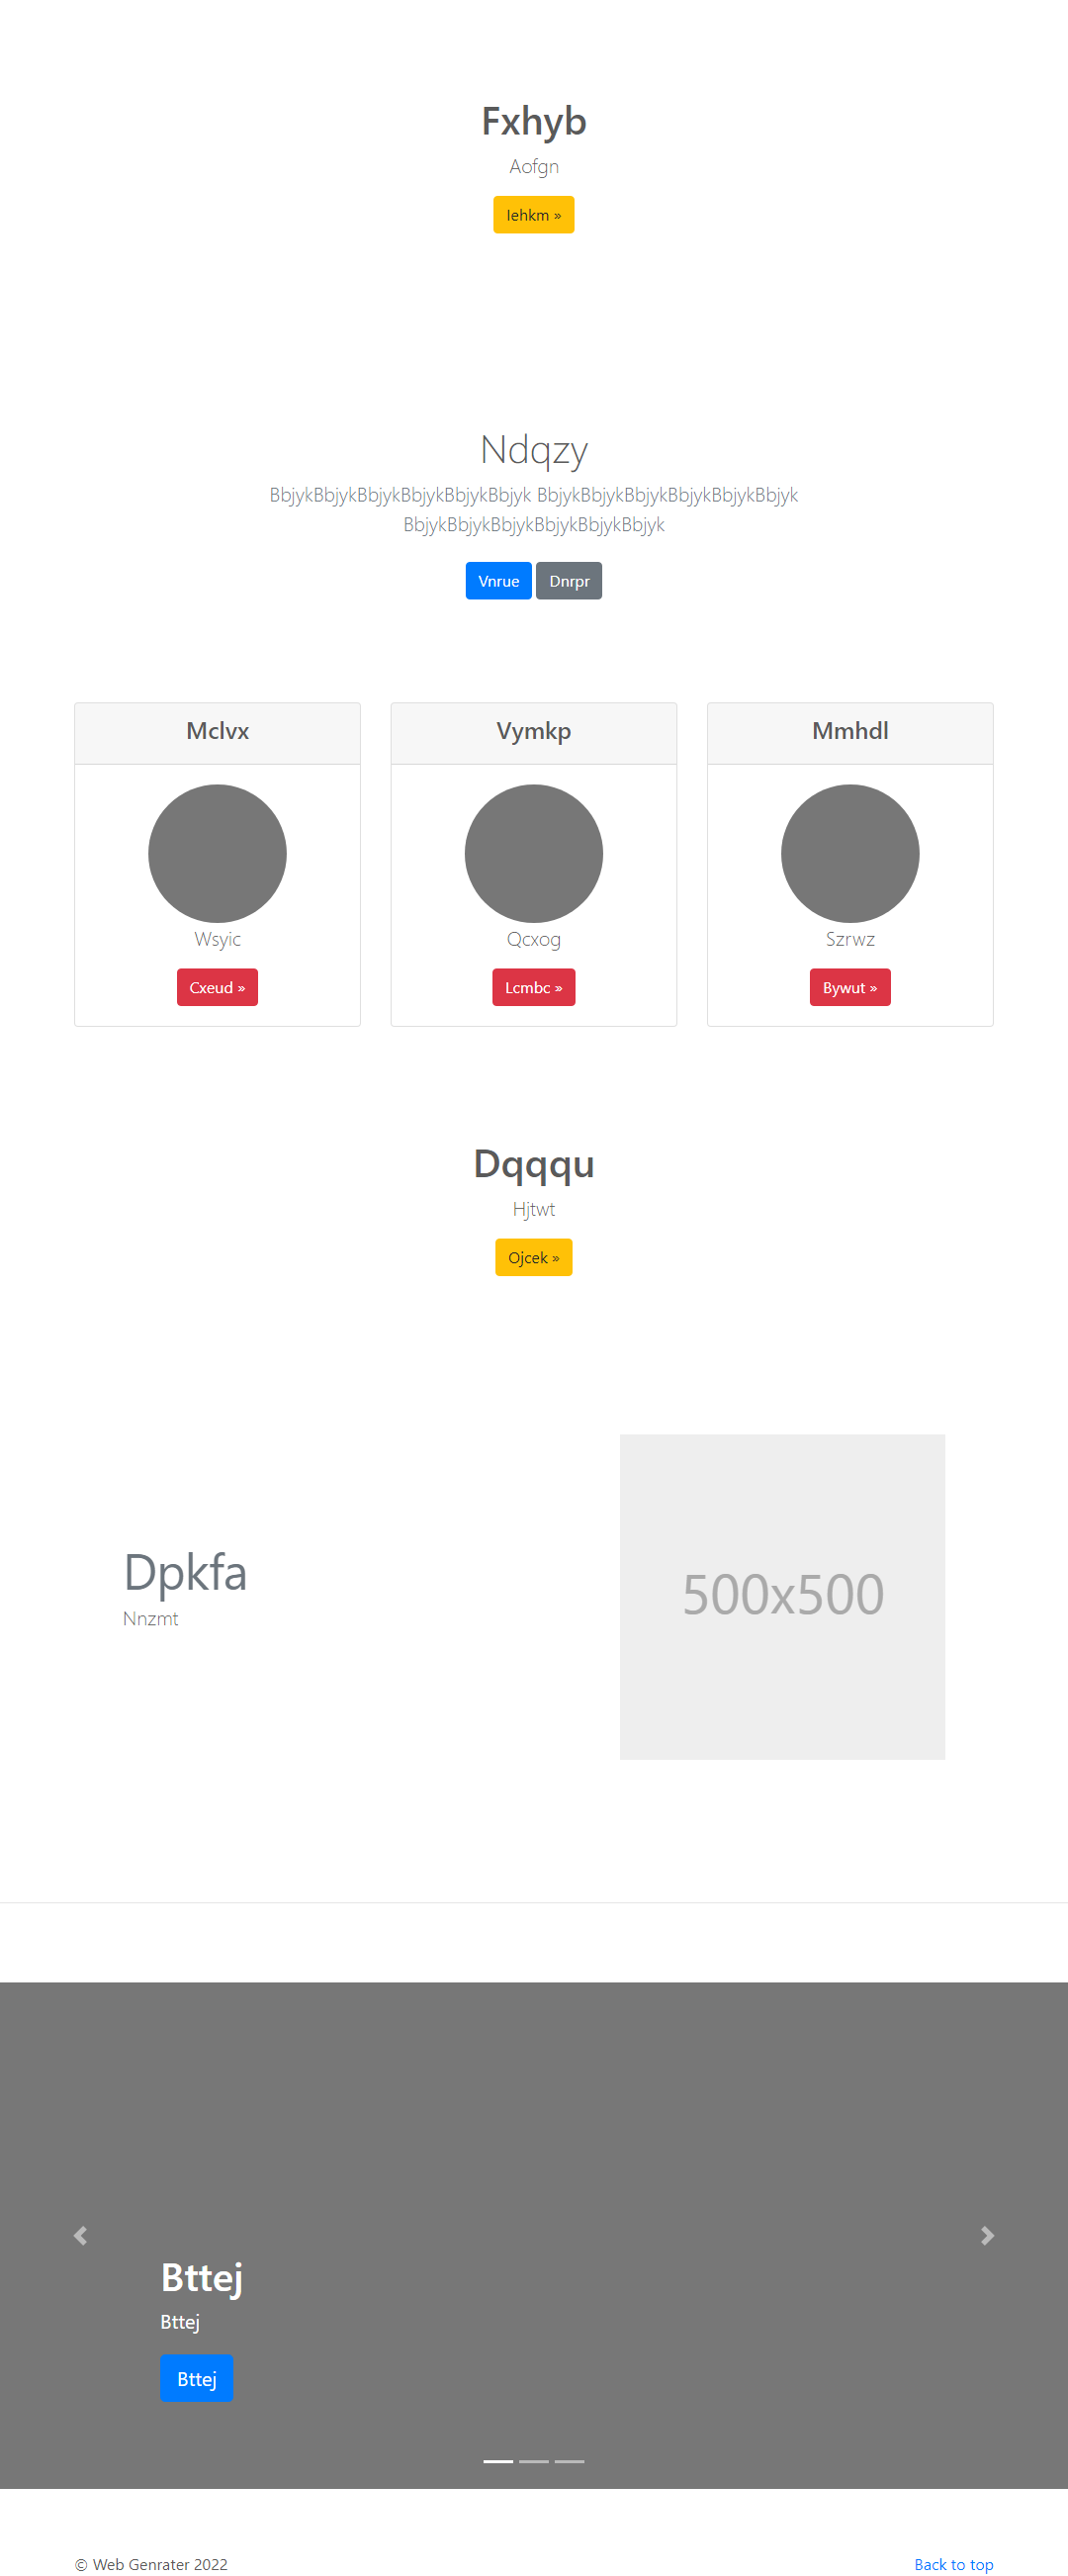 Fxhyb
Aofgn
Iehkm »
Ndqzy
BbjykBbjykBbjykBbjykBbjykBbjyk BbjykBbjykBbjykBbjykBbjykBbjyk
BbjykBbjykBbjykBbjykBbjykBbjyk
Vnrue Dnrpr
Mclvx Vymkp Mmhdl
Wsyic Qcxog Szrwz
Cxeud » Lcmbc » Bywut »
Dqqqu
Hjtwt
Ojcek »
Dpkfa
Nnzmt
500x500
Bttej
Bttej
Bttej
© Web Genrater 2022 Back to top